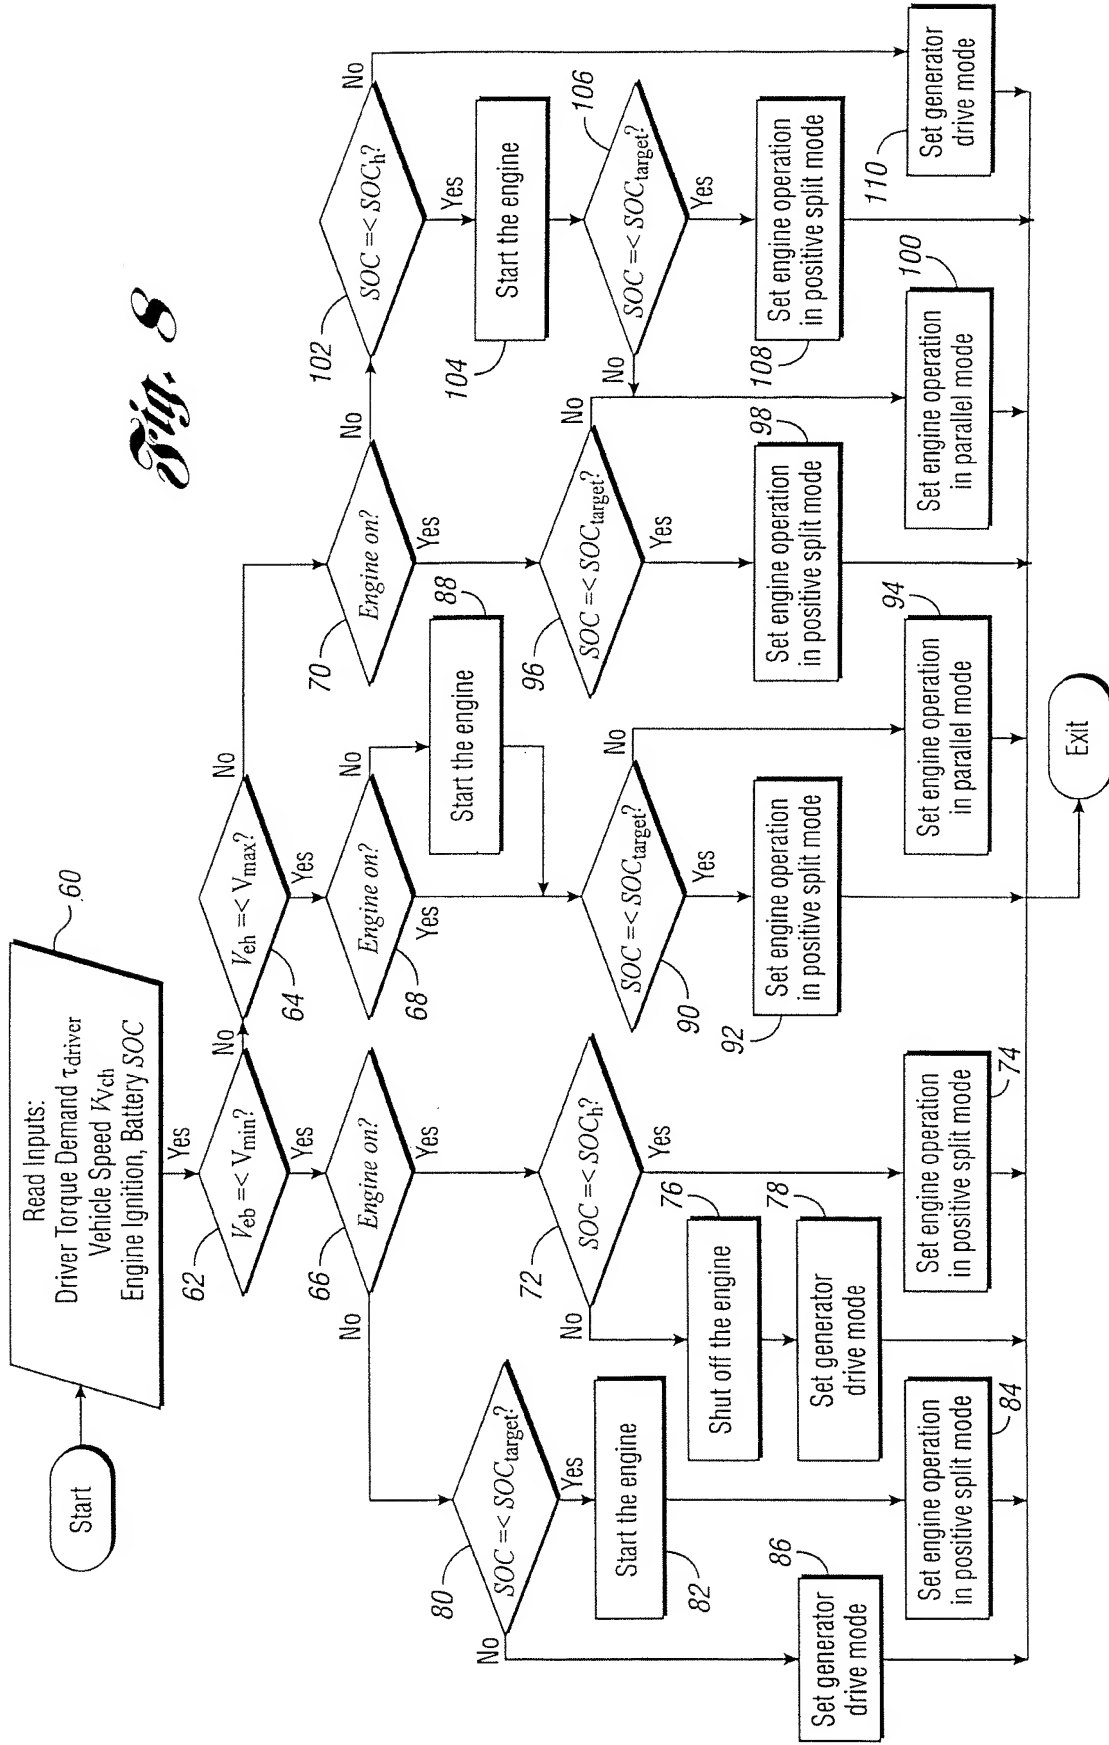 Fig. 8
Start
Read Inputs:
Driver Torque Demand τdriver
Vehicle Speed Vvch
Engine Ignition, Battery SOC
60
Yes
62
Veb =< Vmin?
No
Yes
64
Veh =< Vmax?
No
Yes
66
Engine on?
No
Yes
68
Engine on?
No
Yes
70
Engine on?
No
Yes
102
SOC =< SOCh?
No
Yes
80
SOC =< SOCtarget?
No
Yes
72
SOC =< SOCh?
No
Yes
88
Start the engine
104
Start the engine
96
SOC =< SOCtarget?
No
Yes
106
SOC =< SOCtarget?
No
Yes
82
Start the engine
76
Shut off the engine
90
SOC =< SOCtarget?
No
Yes
86
Set generator
drive mode
78
Set generator
drive mode
92
Set engine operation
in positive split mode
98
Set engine operation
in positive split mode
108
Set engine operation
in positive split mode
84
Set engine operation
in positive split mode
74
Set engine operation
in positive split mode
94
Set engine operation
in parallel mode
100
Set engine operation
in parallel mode
110
Set generator
drive mode
Exit